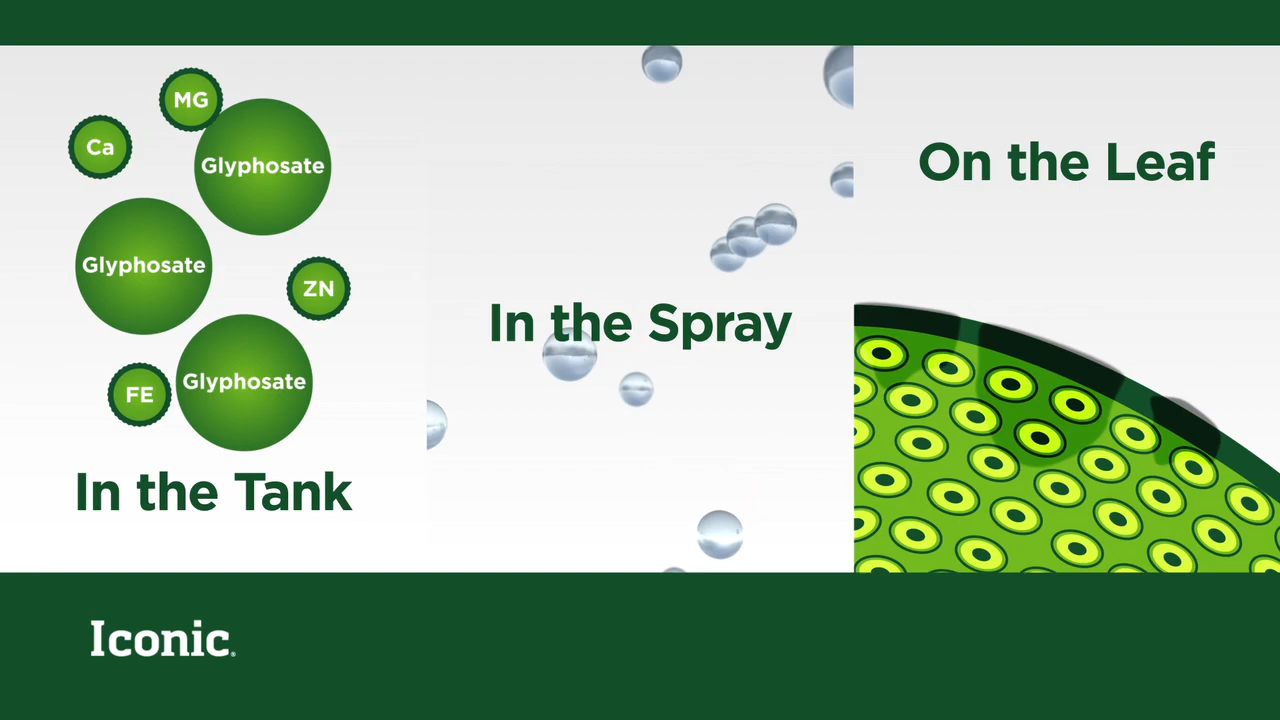 MG
Ca
Glyphosate
Glyphosate
ZN
Glyphosate
FE
In the Tank
In the Spray
On the Leaf
Iconic®